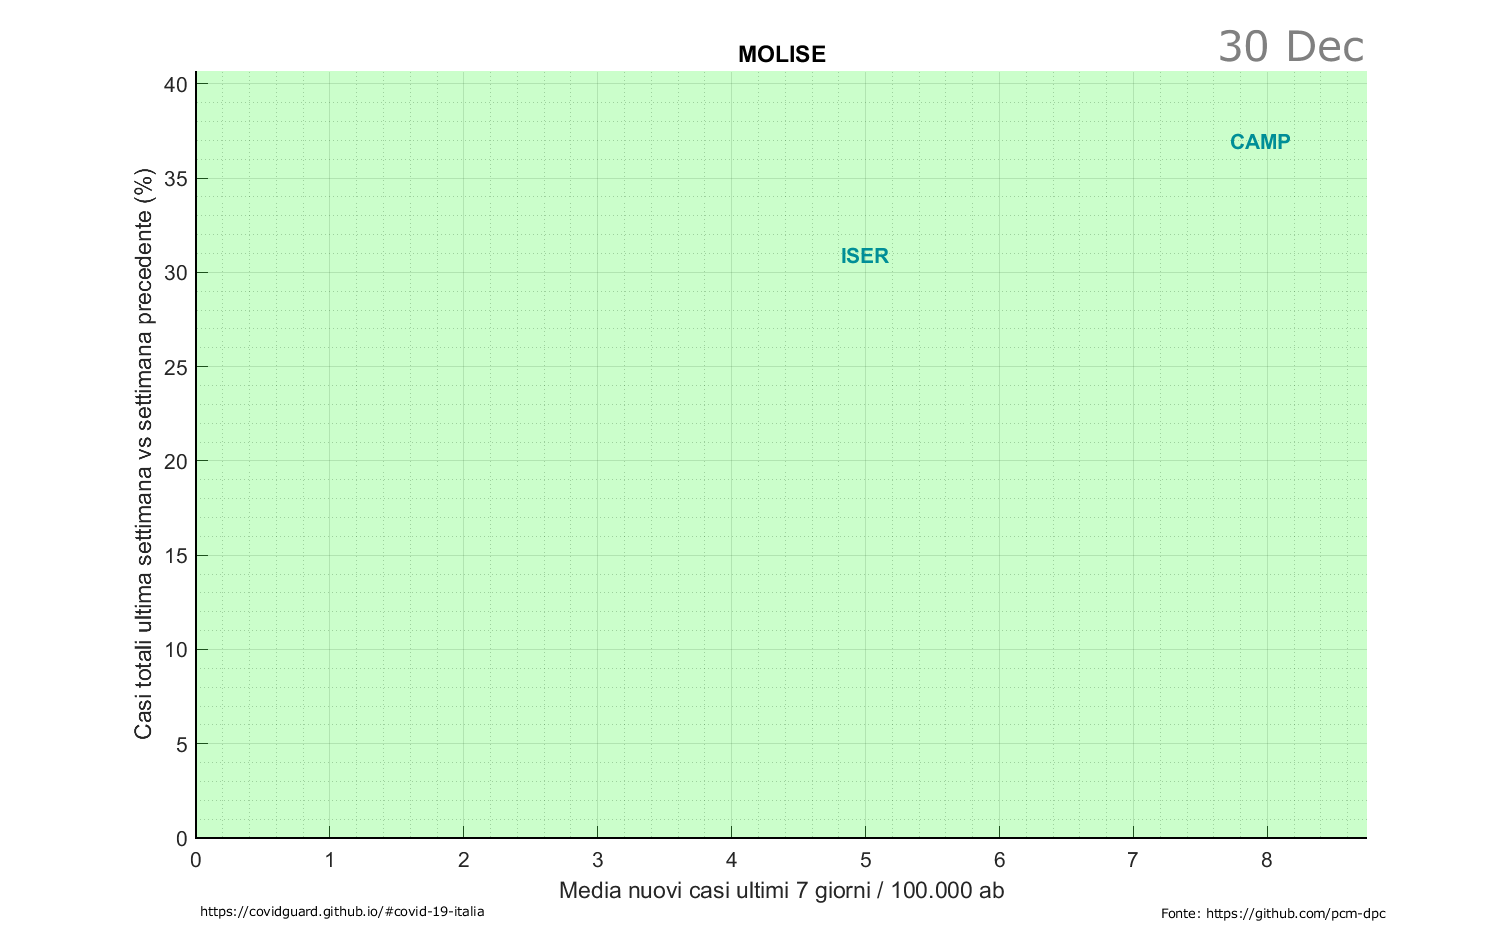 MOLISE
30 Dec
Casi totali ultima settimana vs settimana precedente (%)
40
35
30
25
20
15
10
5
0
CAMP
ISER
0 1 2 3 4 5 6 7 8
Media nuovi casi ultimi 7 giorni / 100.000 ab
https://covidguard.github.io/#covid-19-italia
Fonte: https://github.com/pcm-dpc